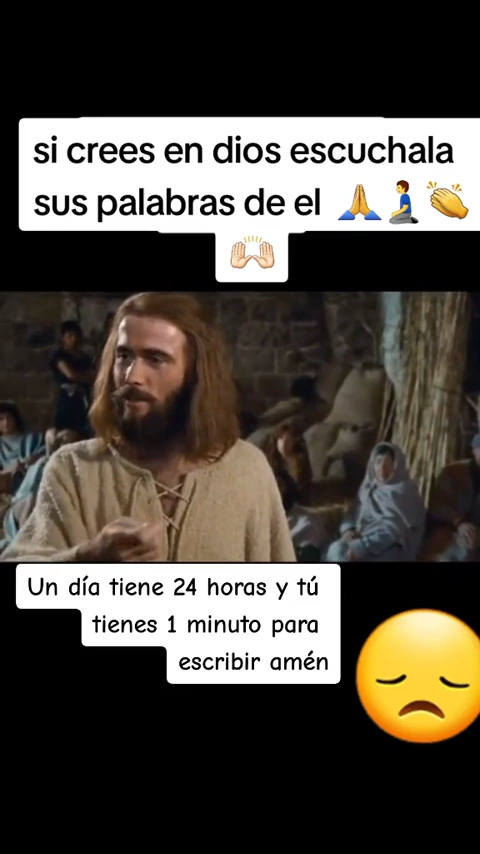 si crees en dios escuchala
sus palabras de el 🙏🧎‍♂️👏
🙌🏻
Un día tiene 24 horas y tú
tienes 1 minuto para
escribir amén